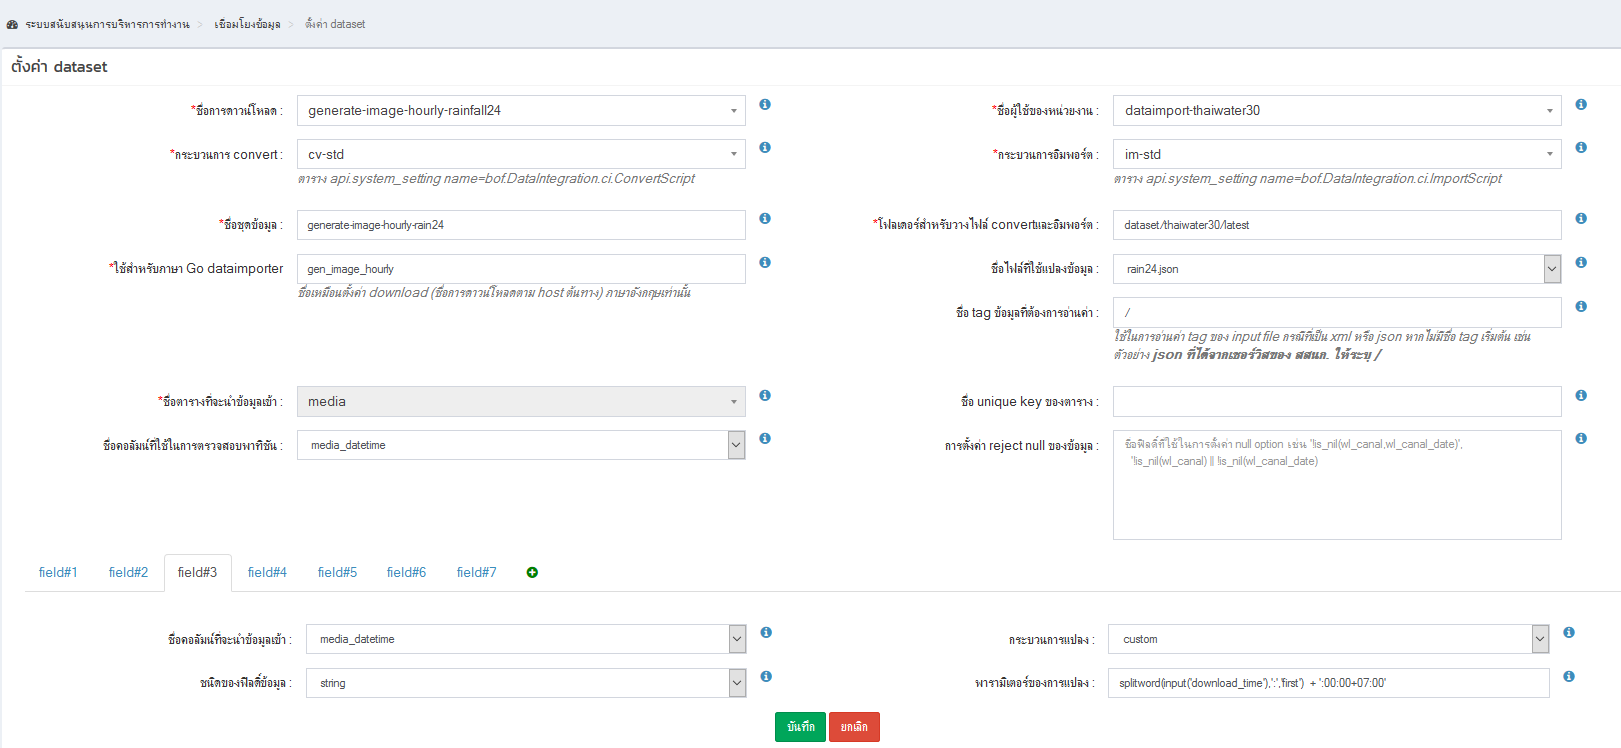 ระบบสนับสนุนการบริหารการทำงาน > เชื่อมโยงข้อมูล > ตั้งค่า dataset
ตั้งค่า dataset
*ชื่อการดาวน์โหลด : generate-image-hourly-rainfall24
*ชื่อผู้ใช้ของหน่วยงาน : dataimport-thaiwater30
*กระบวนการ convert : cv-std
ตาราง api.system_setting name=bof.DataIntegration.ci.ConvertScript
*กระบวนการอิมพอร์ต : im-std
ตาราง api.system_setting name=bof.DataIntegration.ci.ImportScript
*ชื่อชุดข้อมูล : generate-image-hourly-rain24
*โฟลเดอร์สำหรับวางไฟล์ convertและอิมพอร์ต : dataset/thaiwater30/latest
*ใช้สำหรับภาษา Go dataimporter gen_image_hourly
ชื่อเหมือนตั้งค่า download (ชื่อการดาวน์โหลดตาม host ต้นทาง) ภาษาอังกฤษเท่านั้น
ชื่อไฟล์ที่ใช้แปลงข้อมูล : rain24.json
ชื่อ tag ข้อมูลที่ต้องการอ่านค่า : /
ใช้ในการอ่านค่า tag ของ input file กรณีที่เป็น xml หรือ json หากไม่มีชื่อ tag เริ่มต้น เช่น
ตัวอย่าง json ที่ได้จากเซอร์วิสของ สสนก. ให้ระบุ /
*ชื่อตารางที่จะนำข้อมูลเข้า : media
ชื่อ unique key ของตาราง :
ชื่อคอลัมน์ที่ใช้ในการตรวจสอบพาทิชัน : media_datetime
การตั้งค่า reject null ของข้อมูล : ชื่อฟิลด์ที่ใช้ในการตั้งค่า null option เช่น '!is_nil(wl_canal,wl_canal_date)',
'!is_nil(wl_canal) || !is_nil(wl_canal_date)
field#1 field#2 field#3 field#4 field#5 field#6 field#7
ชื่อคอลัมน์ที่จะนำข้อมูลเข้า : media_datetime
กระบวนการแปลง : custom
ชนิดของฟิลด์ข้อมูล : string
พารามิเตอร์ของการแปลง : splitword(input('download_time'),':','first') + ':00:00+07:00'
บันทึก ยกเลิก